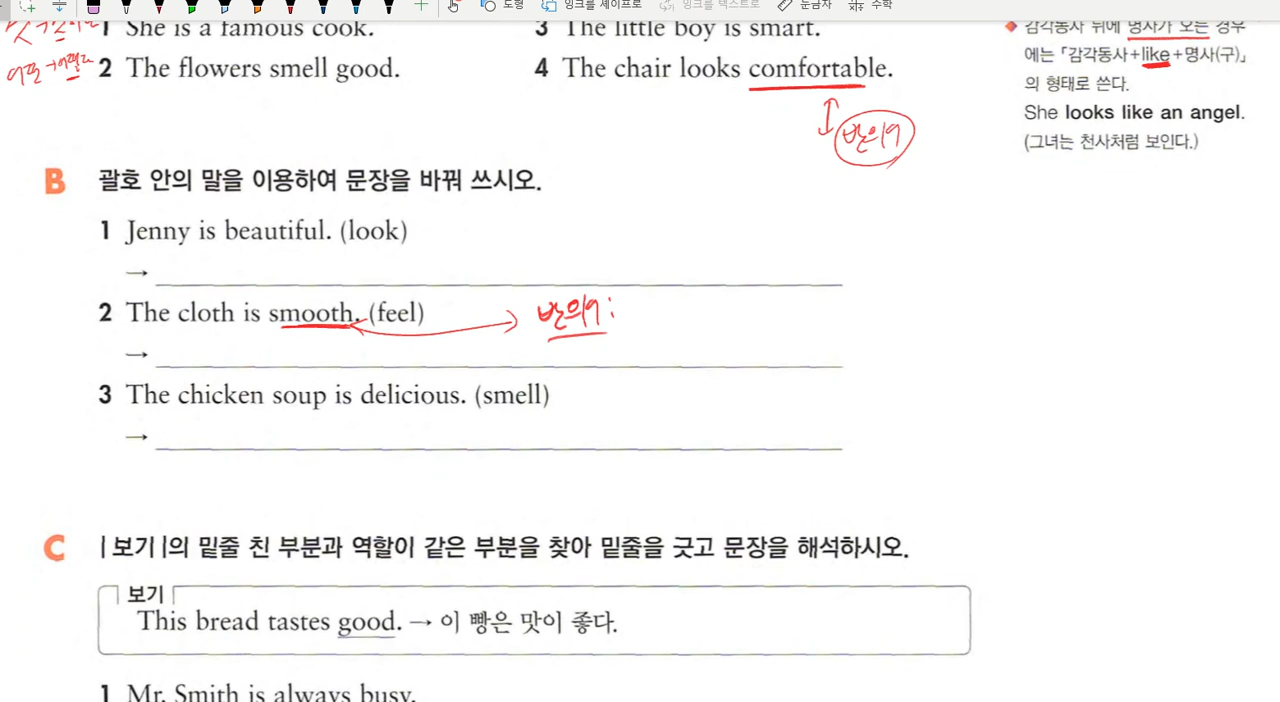 도형 잉크를 셰이프로 잉크를 텍스트로 눈금자 수학
1 She is a famous cook. 3 The little boy is smart.
2 The flowers smell good. 4 The chair looks comfortable.
반의어
◆ 감각동사 뒤에 명사가 오는 경우
에는 「감각동사+like+명사(구)」
의 형태로 쓴다.
She looks like an angel.
(그녀는 천사처럼 보인다.)
B 괄호 안의 말을 이용하여 문장을 바꿔 쓰시오.
1 Jenny is beautiful. (look)
→
2 The cloth is smooth. (feel) 반의어:
→
3 The chicken soup is delicious. (smell)
→
C |보기|의 밑줄 친 부분과 역할이 같은 부분을 찾아 밑줄을 긋고 문장을 해석하시오.
보기
This bread tastes good. → 이 빵은 맛이 좋다.
1 Mr. Smith is always busy.